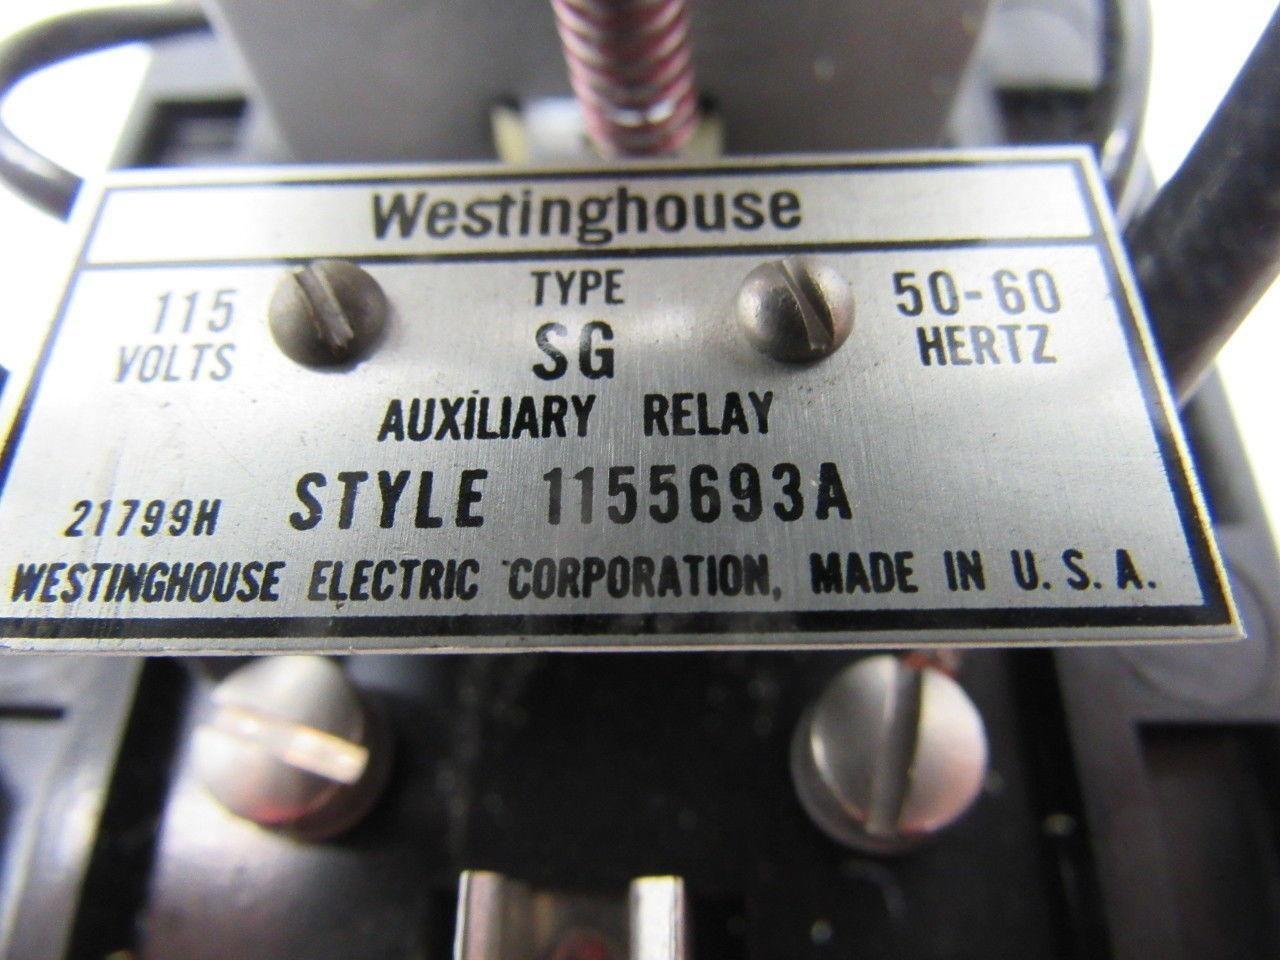 Westinghouse
115 VOLTS
TYPE SG
50-60 HERTZ
AUXILIARY RELAY
21799H STYLE 1155693A
WESTINGHOUSE ELECTRIC CORPORATION, MADE IN U.S.A.